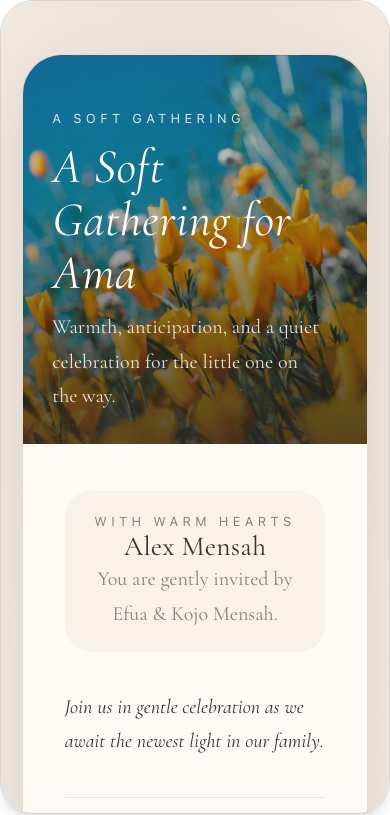 A SOFT GATHERING
A Soft
Gathering for
Ama
Warmth, anticipation, and a quiet
celebration for the little one on
the way.
WITH WARM HEARTS
Alex Mensah
You are gently invited by
Efua & Kojo Mensah.
Join us in gentle celebration as we
await the newest light in our family.